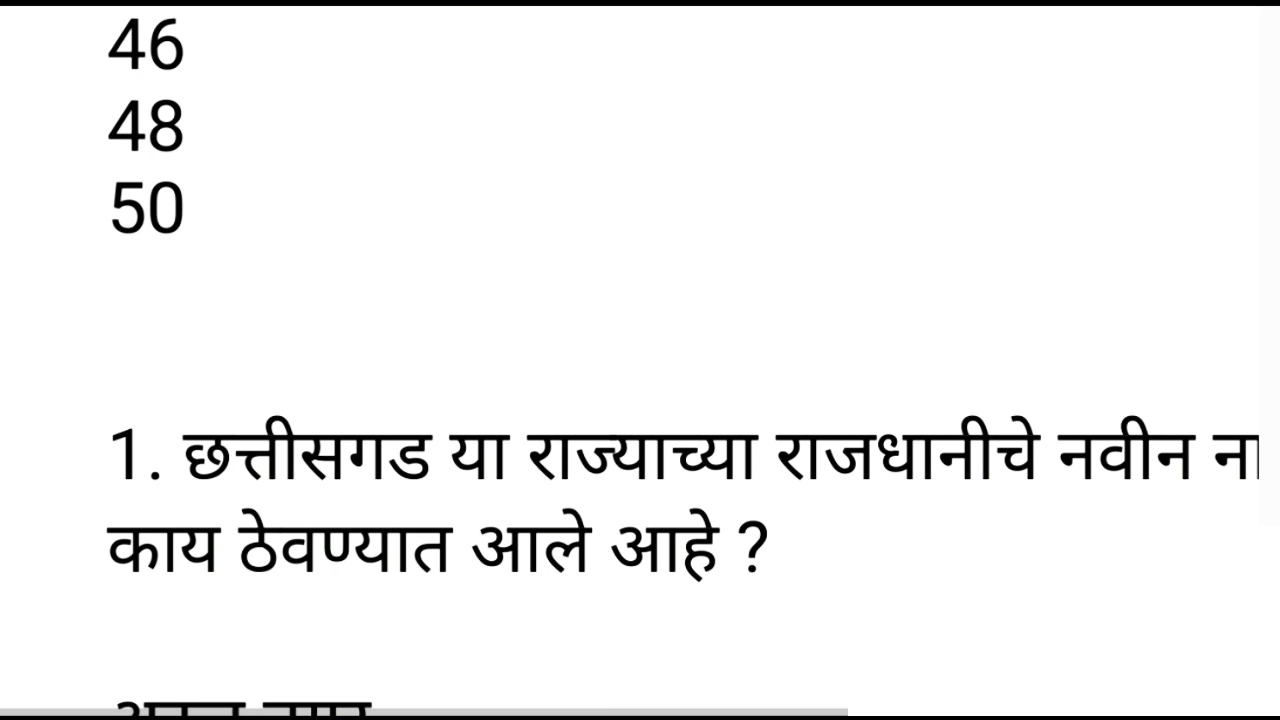 46
48
50
1. छत्तीसगड या राज्याच्या राजधानीचे नवीन
काय ठेवण्यात आले आहे ?